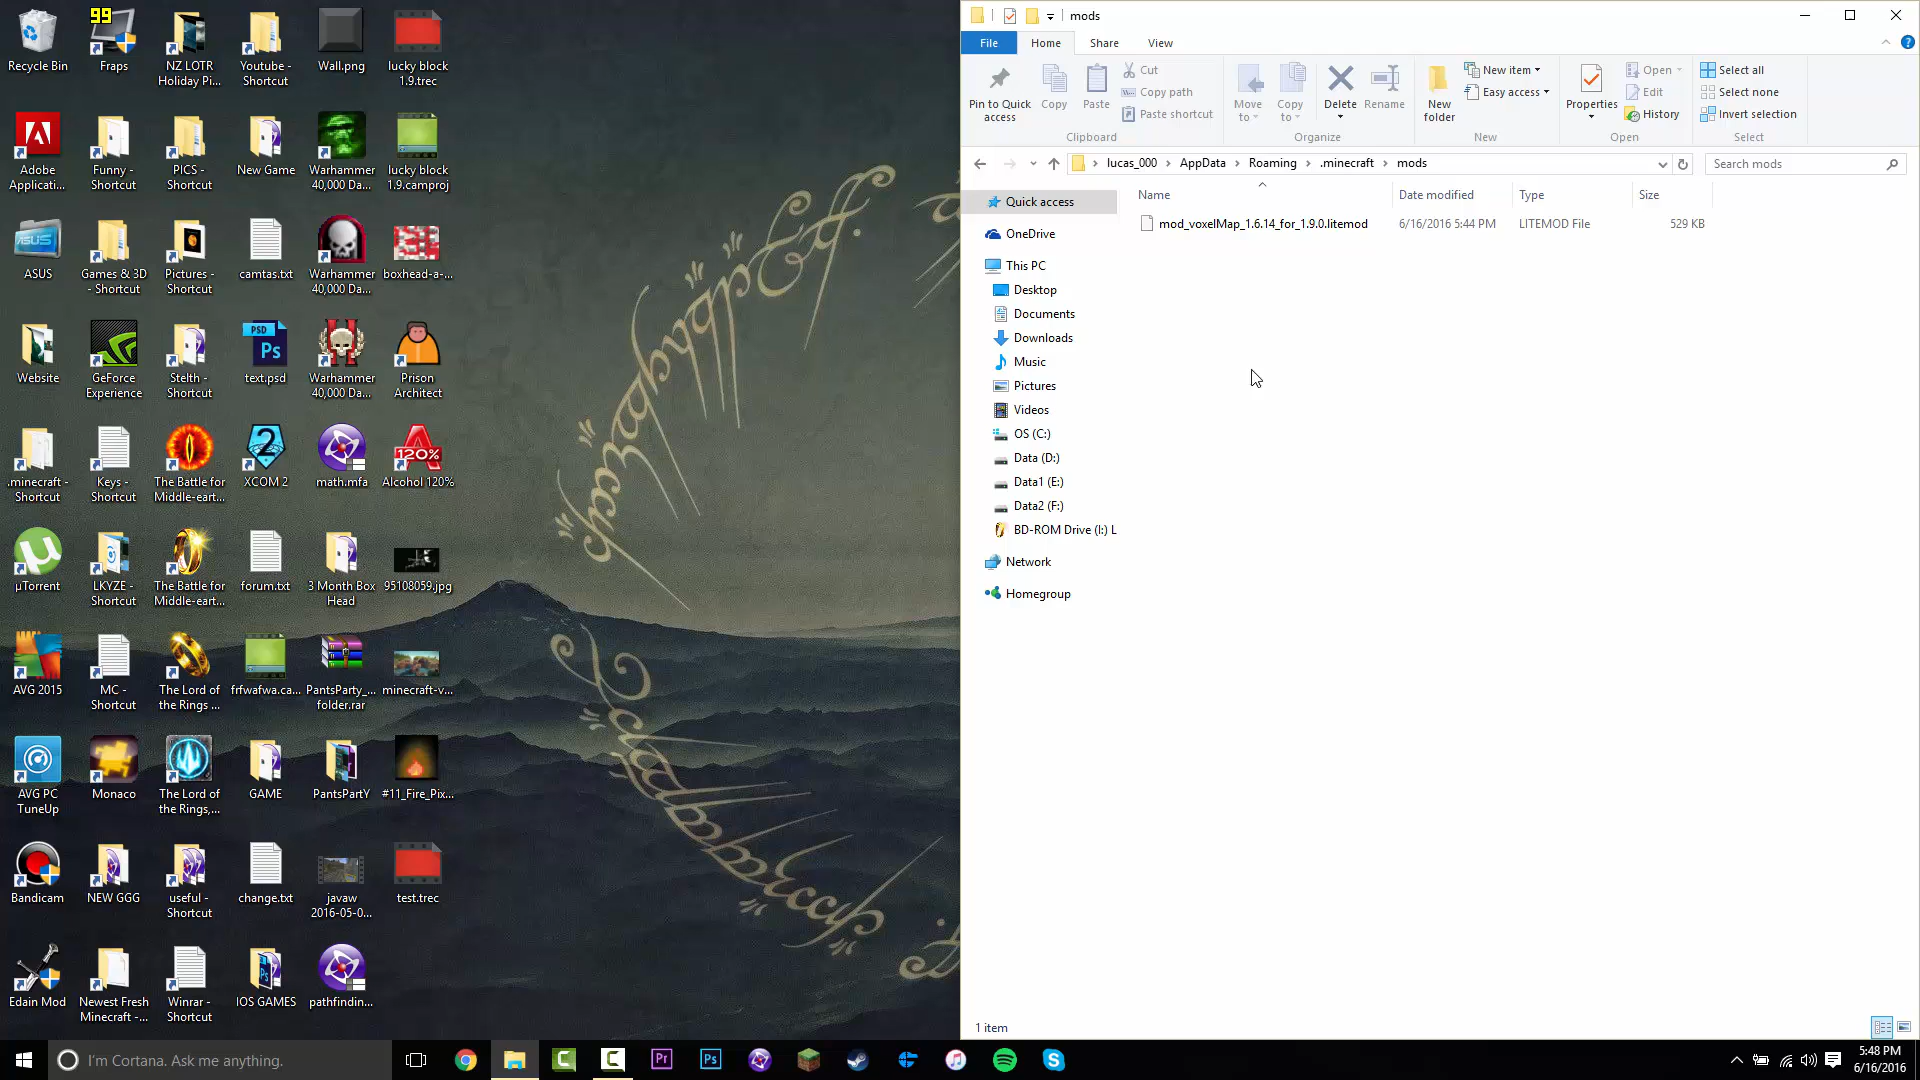 99
Recycle Bin
Fraps
NZ LOTR
Holiday Pi...
Youtube -
Shortcut
Wall.png
lucky block
1.9.trec
Adobe
Applicati...
Funny -
Shortcut
PICS -
Shortcut
New Game
Warhammer
40,000 Da...
lucky block
1.9.camproj
ASUS
Games & 3D
- Shortcut
Pictures -
Shortcut
camtas.txt
Warhammer
40,000 Da...
boxhead-a-...
Website
GeForce
Experience
Stelth -
Shortcut
PSD
Ps
text.psd
Warhammer
40,000 Da...
Prison
Architect
.minecraft -
Shortcut
Keys -
Shortcut
The Battle for
Middle-eart...
XCOM 2
math.mfa
120%
Alcohol 120%
µTorrent
LKYZE -
Shortcut
The Battle for
Middle-eart...
forum.txt
3 Month Box
Head
95108059.jpg
AVG 2015
MC -
Shortcut
The Lord of
the Rings ...
frfwafwa.ca...
PantsParty_...
folder.rar
minecraft-v...
AVG PC
TuneUp
Monaco
The Lord of
the Rings,...
GAME
PantsPartY
#11_Fire_Pix...
Bandicam
NEW GGG
useful -
Shortcut
change.txt
javaw
2016-05-0...
test.trec
Edain Mod
Newest Fresh
Minecraft -...
Winrar -
Shortcut
IOS GAMES
pathfindin...
mods
File Home Share View
Pin to Quick
access
Copy
Paste
Cut
Copy path
Paste shortcut
Clipboard
Move
to
Copy
to
Delete
Rename
Organize
New
folder
New item
Easy access
New
Properties
Open
Edit
History
Open
Select all
Select none
Invert selection
Select
lucas_000 > AppData > Roaming > .minecraft > mods
Search mods
Name Date modified Type Size
mod_voxelMap_1.6.14_for_1.9.0.litemod 6/16/2016 5:44 PM LITEMOD File 529 KB
Quick access
OneDrive
This PC
Desktop
Documents
Downloads
Music
Pictures
Videos
OS (C:)
Data (D:)
Data1 (E:)
Data2 (F:)
BD-ROM Drive (I:) L
Network
Homegroup
1 item
I'm Cortana. Ask me anything.
Pr
Ps
5:48 PM
6/16/2016